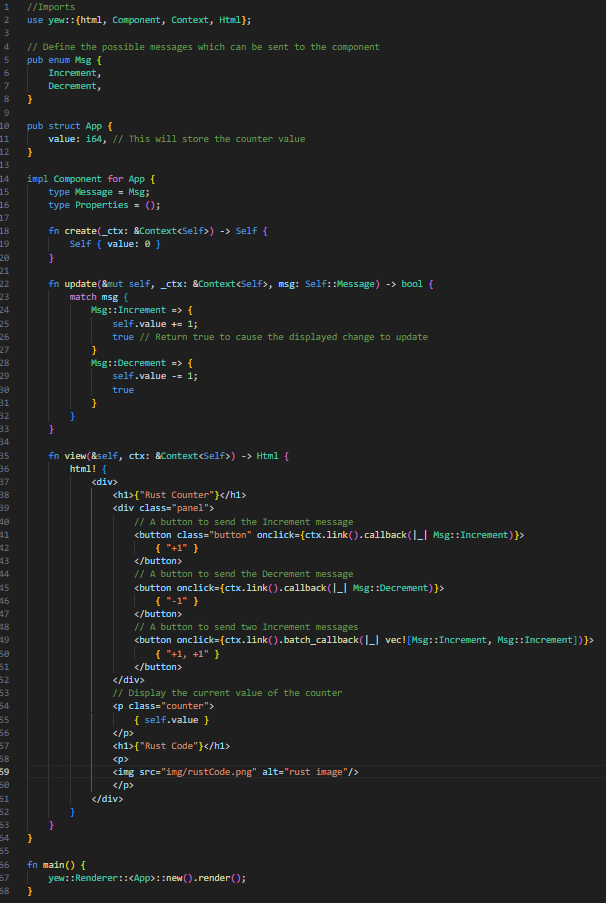 1 //Imports
2 use yew::{html, Component, Context, Html};
3
4 // Define the possible messages which can be sent to the component
5 pub enum Msg {
6     Increment,
7     Decrement,
8 }
9
10 pub struct App {
11     value: i64, // This will store the counter value
12 }
13
14 impl Component for App {
15     type Message = Msg;
16     type Properties = ();
17
18     fn create(_ctx: &Context<Self>) -> Self {
19         Self { value: 0 }
20     }
21
22     fn update(&mut self, _ctx: &Context<Self>, msg: Self::Message) -> bool {
23         match msg {
24             Msg::Increment => {
25                 self.value += 1;
26                 true // Return true to cause the displayed change to update
27             }
28             Msg::Decrement => {
29                 self.value -= 1;
30                 true
31             }
32         }
33     }
34
35     fn view(&self, ctx: &Context<Self>) -> Html {
36         html! {
37             <div>
38                 <h1>{"Rust Counter"}</h1>
39                 <div class="panel">
40                     // A button to send the Increment message
41                     <button class="button" onclick={ctx.link().callback(|_| Msg::Increment)}>
42                         { "+1" }
43                     </button>
44                     // A button to send the Decrement message
45                     <button onclick={ctx.link().callback(|_| Msg::Decrement)}>
46                         { "-1" }
47                     </button>
48                     // A button to send two Increment messages
49                     <button onclick={ctx.link().batch_callback(|_| vec![Msg::Increment, Msg::Increment])}>
50                         { "+1, +1" }
51                     </button>
52                 </div>
53                 // Display the current value of the counter
54                 <p class="counter">
55                     { self.value }
56                 </p>
57                 <h1>{"Rust Code"}</h1>
58                 <p>
59                 <img src="img/rustCode.png" alt="rust image"/>
60                 </p>
61             </div>
62         }
63     }
64 }
65
66 fn main() {
67     yew::Renderer::<App>::new().render();
68 }